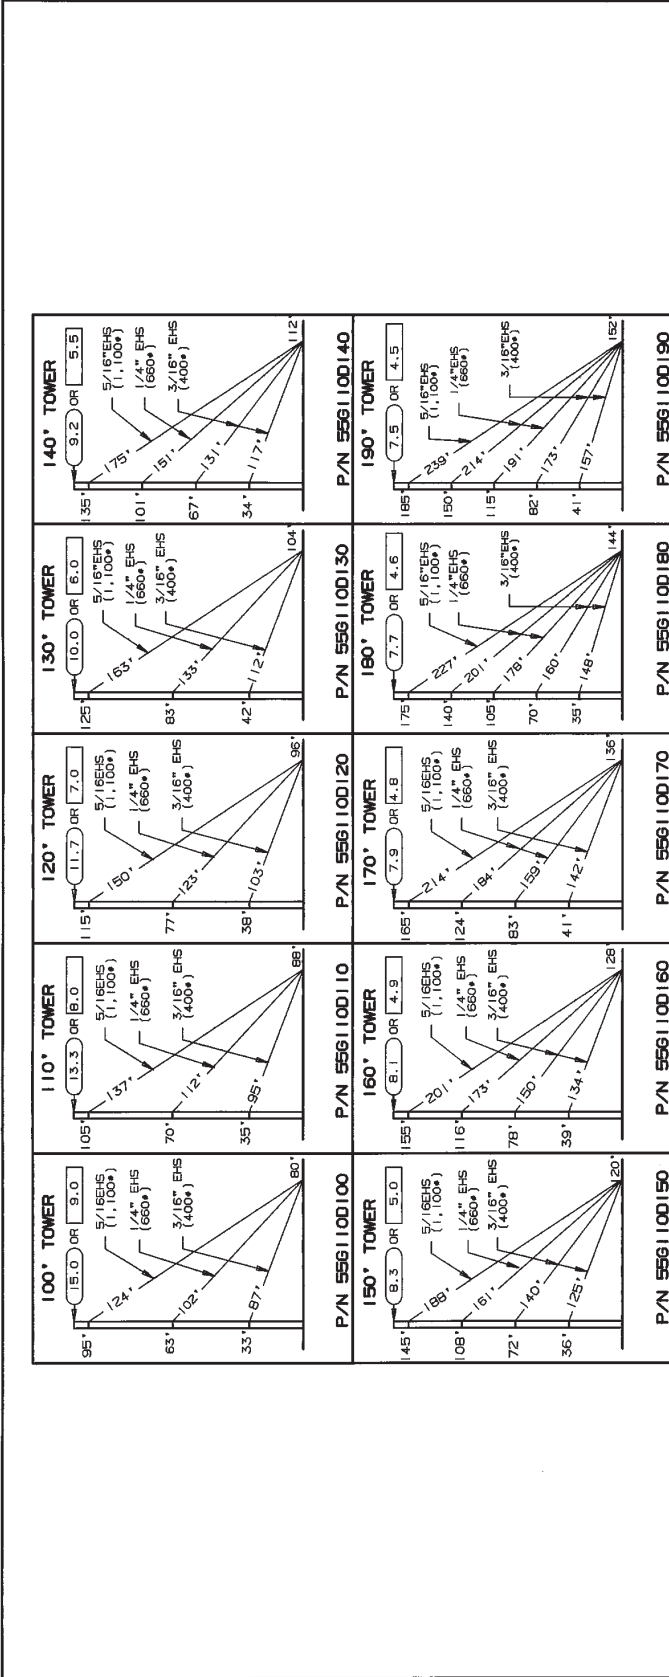 100' TOWER
15.0 OR 9.0
95'
63'
33'
124'
102'
87'
5/16EHS
(1,100#)
1/4" EHS
(660#)
3/16" EHS
(400#)
80'
P/N 55G110D100
110' TOWER
13.3 OR 8.0
105'
70'
35'
137'
112'
95'
5/16EHS
(1,100#)
1/4" EHS
(660#)
3/16" EHS
(400#)
88'
P/N 55G110D110
120' TOWER
11.7 OR 7.0
115'
77'
38'
150'
123'
103'
5/16EHS
(1,100#)
1/4" EHS
(660#)
3/16" EHS
(400#)
96'
P/N 55G110D120
130' TOWER
10.0 OR 6.0
125'
83'
42'
163'
133'
112'
5/16"EHS
(1,100#)
1/4" EHS
(660#)
3/16" EHS
(400#)
104'
P/N 55G110D130
140' TOWER
9.2 OR 5.5
135'
101'
67'
34'
175'
151'
131'
117'
5/16"EHS
(1,100#)
1/4" EHS
(660#)
3/16" EHS
(400#)
112'
P/N 55G110D140
150' TOWER
8.3 OR 5.0
145'
108'
72'
36'
188'
161'
140'
125'
5/16EHS
(1,100#)
1/4"EHS
(660#)
3/16" EHS
(400#)
120'
P/N 55G110D150
160' TOWER
8.1 OR 4.9
155'
116'
78'
39'
201'
173'
150'
134'
5/16EHS
(1,100#)
1/4"EHS
(660#)
3/16" EHS
(400#)
128'
P/N 55G110D160
170' TOWER
7.9 OR 4.8
165'
124'
83'
41'
214'
184'
159'
142'
5/16EHS
(1,100#)
1/4"EHS
(660#)
3/16" EHS
(400#)
136'
P/N 55G110D170
180' TOWER
7.7 OR 4.6
175'
140'
105'
70'
35'
227'
201'
178'
160'
148'
5/16"EHS
(1,100#)
1/4"EHS
(660#)
3/16"EHS
(400#)
144'
P/N 55G110D180
190' TOWER
7.5 OR 4.5
185'
150'
115'
82'
41'
239'
214'
191'
173'
157'
5/16"EHS
(1,100#)
1/4"EHS
(660#)
3/16"EHS
(400#)
152'
P/N 55G110D190